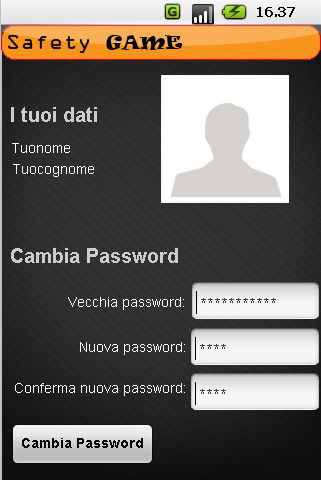 G 16.37
Safety GAME
I tuoi dati
Tuonome
Tuocognome
Cambia Password
Vecchia password: ***********
Nuova password: ****
Conferma nuova password: ****
Cambia Password